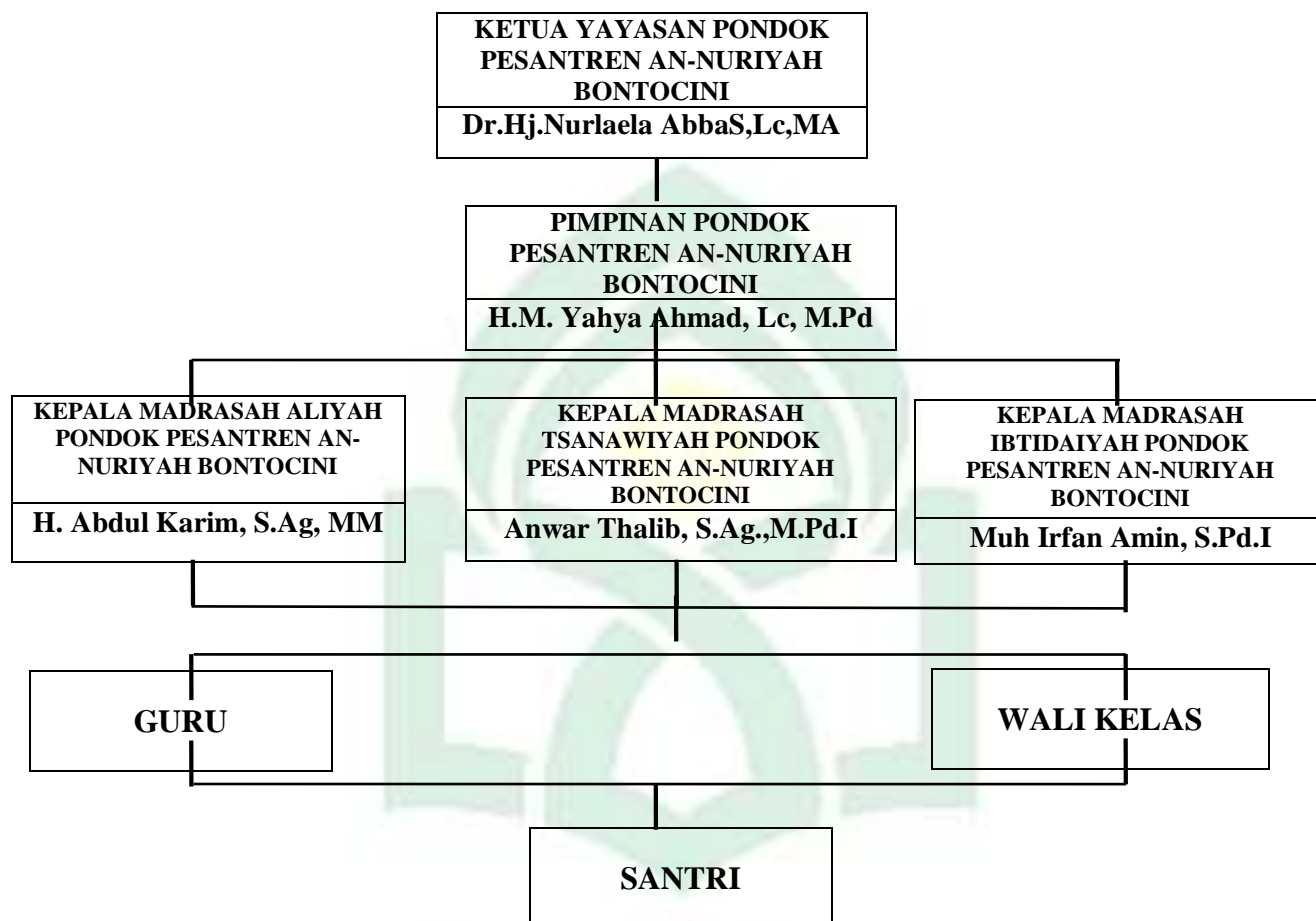 KETUA YAYASAN PONDOK
PESANTREN AN-NURIYAH
BONTOCINI
Dr.Hj.Nurlaela AbbaS,Lc,MA
PIMPINAN PONDOK
PESANTREN AN-NURIYAH
BONTOCINI
H.M. Yahya Ahmad, Lc, M.Pd
KEPALA MADRASAH ALIYAH
PONDOK PESANTREN AN-
NURIYAH BONTOCINI
H. Abdul Karim, S.Ag, MM
KEPALA MADRASAH
TSANAWIYAH PONDOK
PESANTREN AN-NURIYAH
BONTOCINI
Anwar Thalib, S.Ag.,M.Pd.I
KEPALA MADRASAH
IBTIDAIYAH PONDOK
PESANTREN AN-NURIYAH
BONTOCINI
Muh Irfan Amin, S.Pd.I
GURU
WALI KELAS
SANTRI